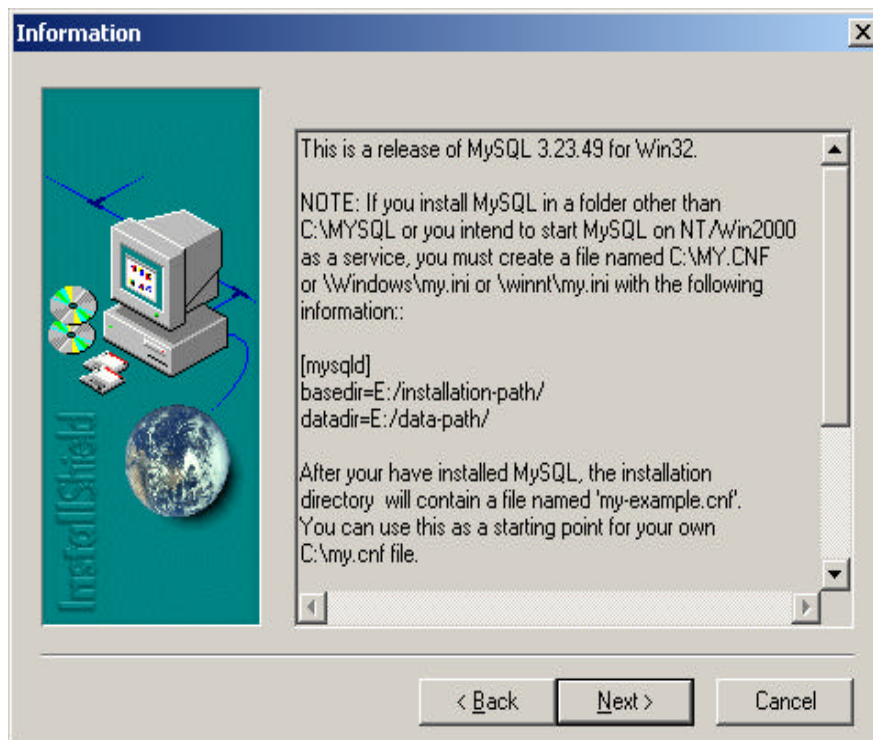 Information
This is a release of MySQL 3.23.49 for Win32.
NOTE: If you install MySQL in a folder other than
C:\MYSQL or you intend to start MySQL on NT/Win2000
as a service, you must create a file named C:\MY.CNF
or \Windows\my.ini or \winnt\my.ini with the following
information::
[mysqld]
basedir=E:/installation-path/
datadir=E:/data-path/
After your have installed MySQL, the installation
directory  will contain a file named 'my-example.cnf'.
You can use this as a starting point for your own
C:\my.cnf file.
InstallShield
< Back
Next >
Cancel